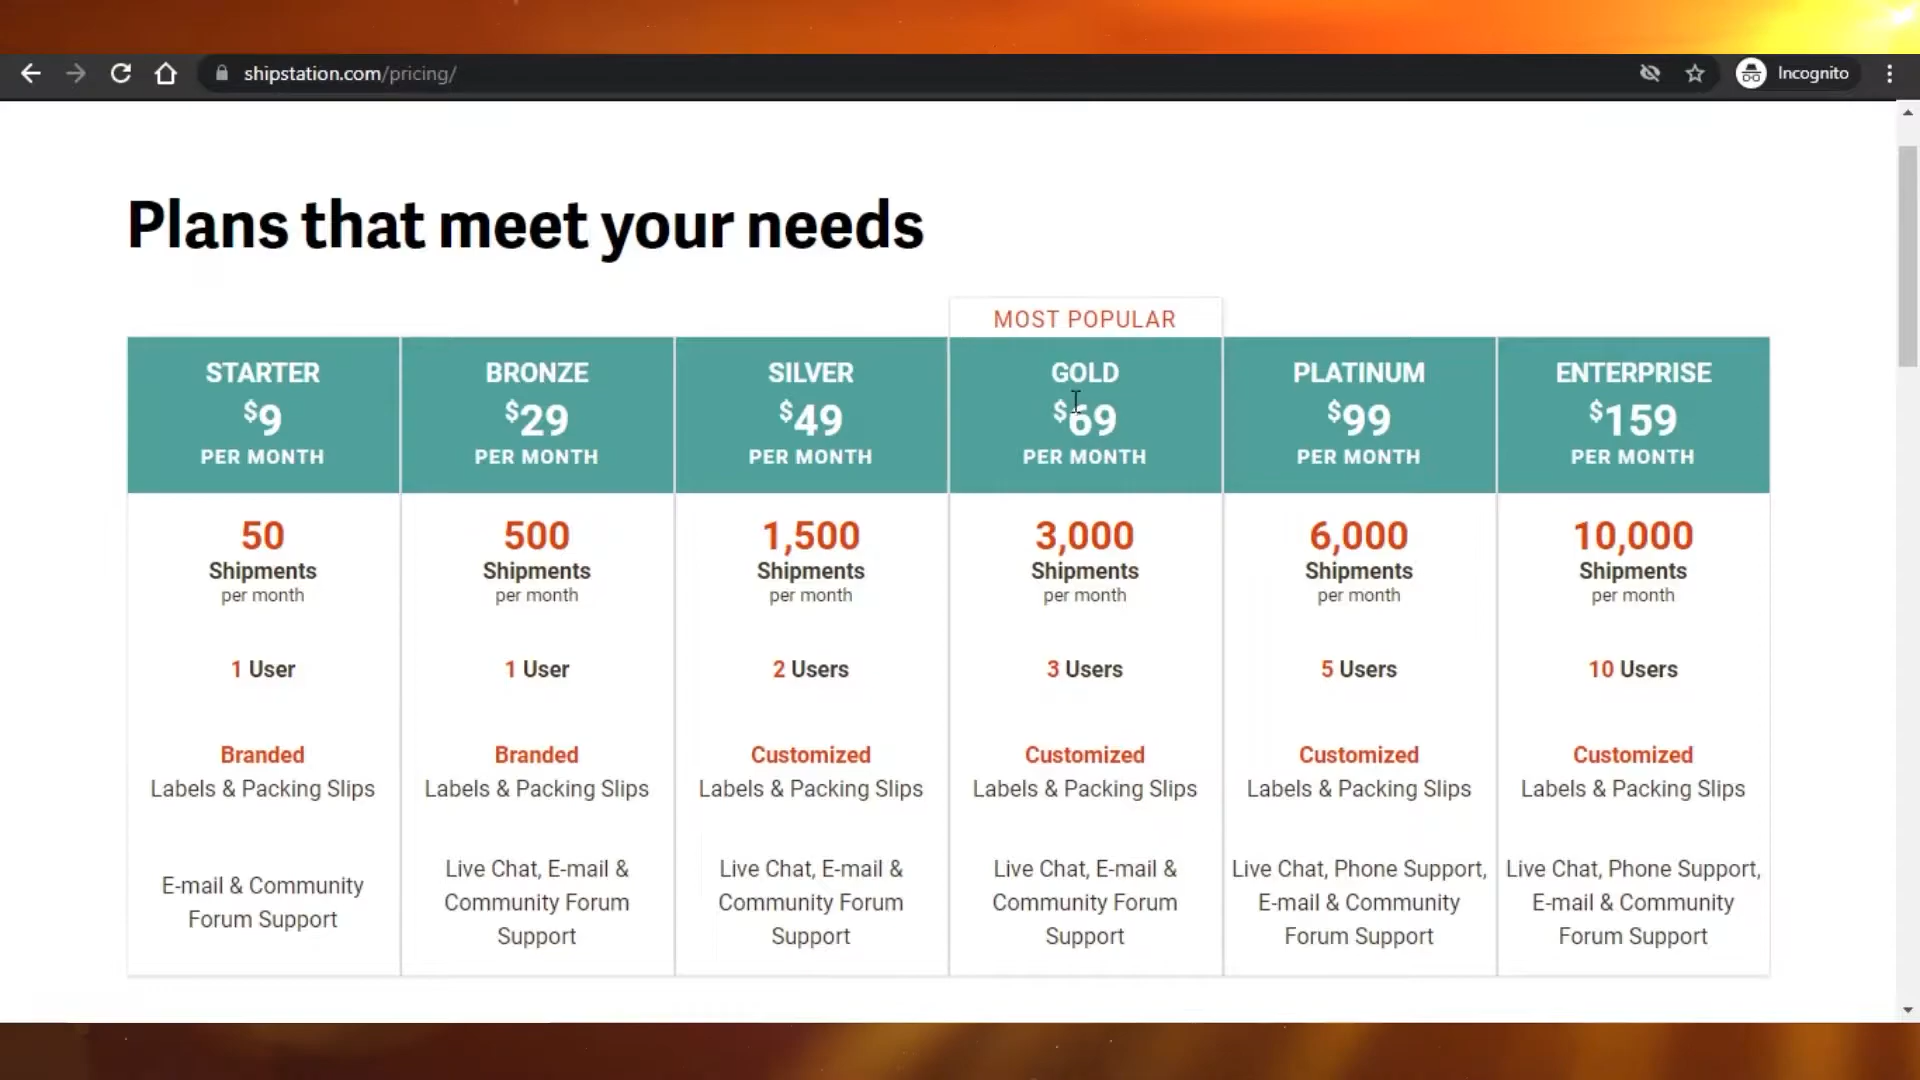 shipstation.com/pricing/
Incognito
Plans that meet your needs
MOST POPULAR
STARTER
$9
PER MONTH
50
Shipments
per month
1 User
Branded
Labels & Packing Slips
E-mail & Community
Forum Support
BRONZE
$29
PER MONTH
500
Shipments
per month
1 User
Branded
Labels & Packing Slips
Live Chat, E-mail &
Community Forum
Support
SILVER
$49
PER MONTH
1,500
Shipments
per month
2 Users
Customized
Labels & Packing Slips
Live Chat, E-mail &
Community Forum
Support
GOLD
$69
PER MONTH
3,000
Shipments
per month
3 Users
Customized
Labels & Packing Slips
Live Chat, E-mail &
Community Forum
Support
PLATINUM
$99
PER MONTH
6,000
Shipments
per month
5 Users
Customized
Labels & Packing Slips
Live Chat, Phone Support,
E-mail & Community
Forum Support
ENTERPRISE
$159
PER MONTH
10,000
Shipments
per month
10 Users
Customized
Labels & Packing Slips
Live Chat, Phone Support,
E-mail & Community
Forum Support